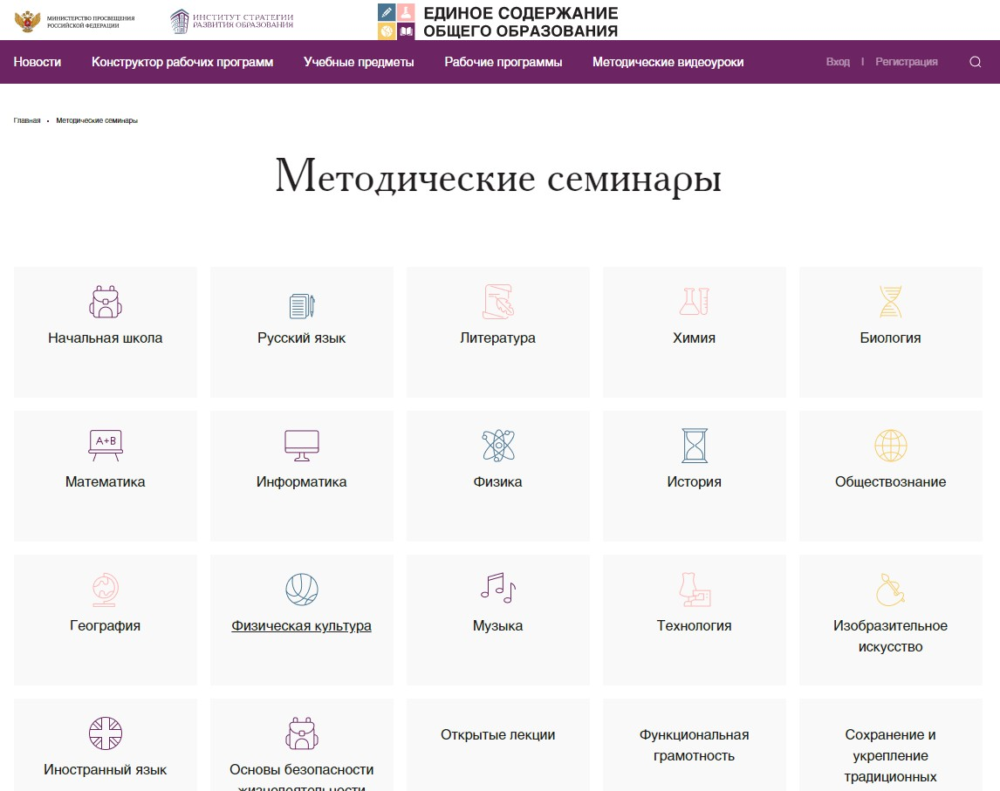 МИНИСТЕРСТВО ПРОСВЕЩЕНИЯ
РОССИЙСКОЙ ФЕДЕРАЦИИ
ИНСТИТУТ СТРАТЕГИИ
РАЗВИТИЯ ОБРАЗОВАНИЯ
ЕДИНОЕ СОДЕРЖАНИЕ
ОБЩЕГО ОБРАЗОВАНИЯ
Новости Конструктор рабочих программ Учебные предметы Рабочие программы Методические видеоуроки Вход | Регистрация
Главная • Методические семинары
Методические семинары
Начальная школа
Русский язык
Литература
Химия
Биология
A+B
Математика
Информатика
Физика
История
Обществознание
География
Физическая культура
Музыка
Технология
Изобразительное
искусство
Иностранный язык
Основы безопасности
жизнедеятельности
Открытые лекции
Функциональная
грамотность
Сохранение и
укрепление
традиционных